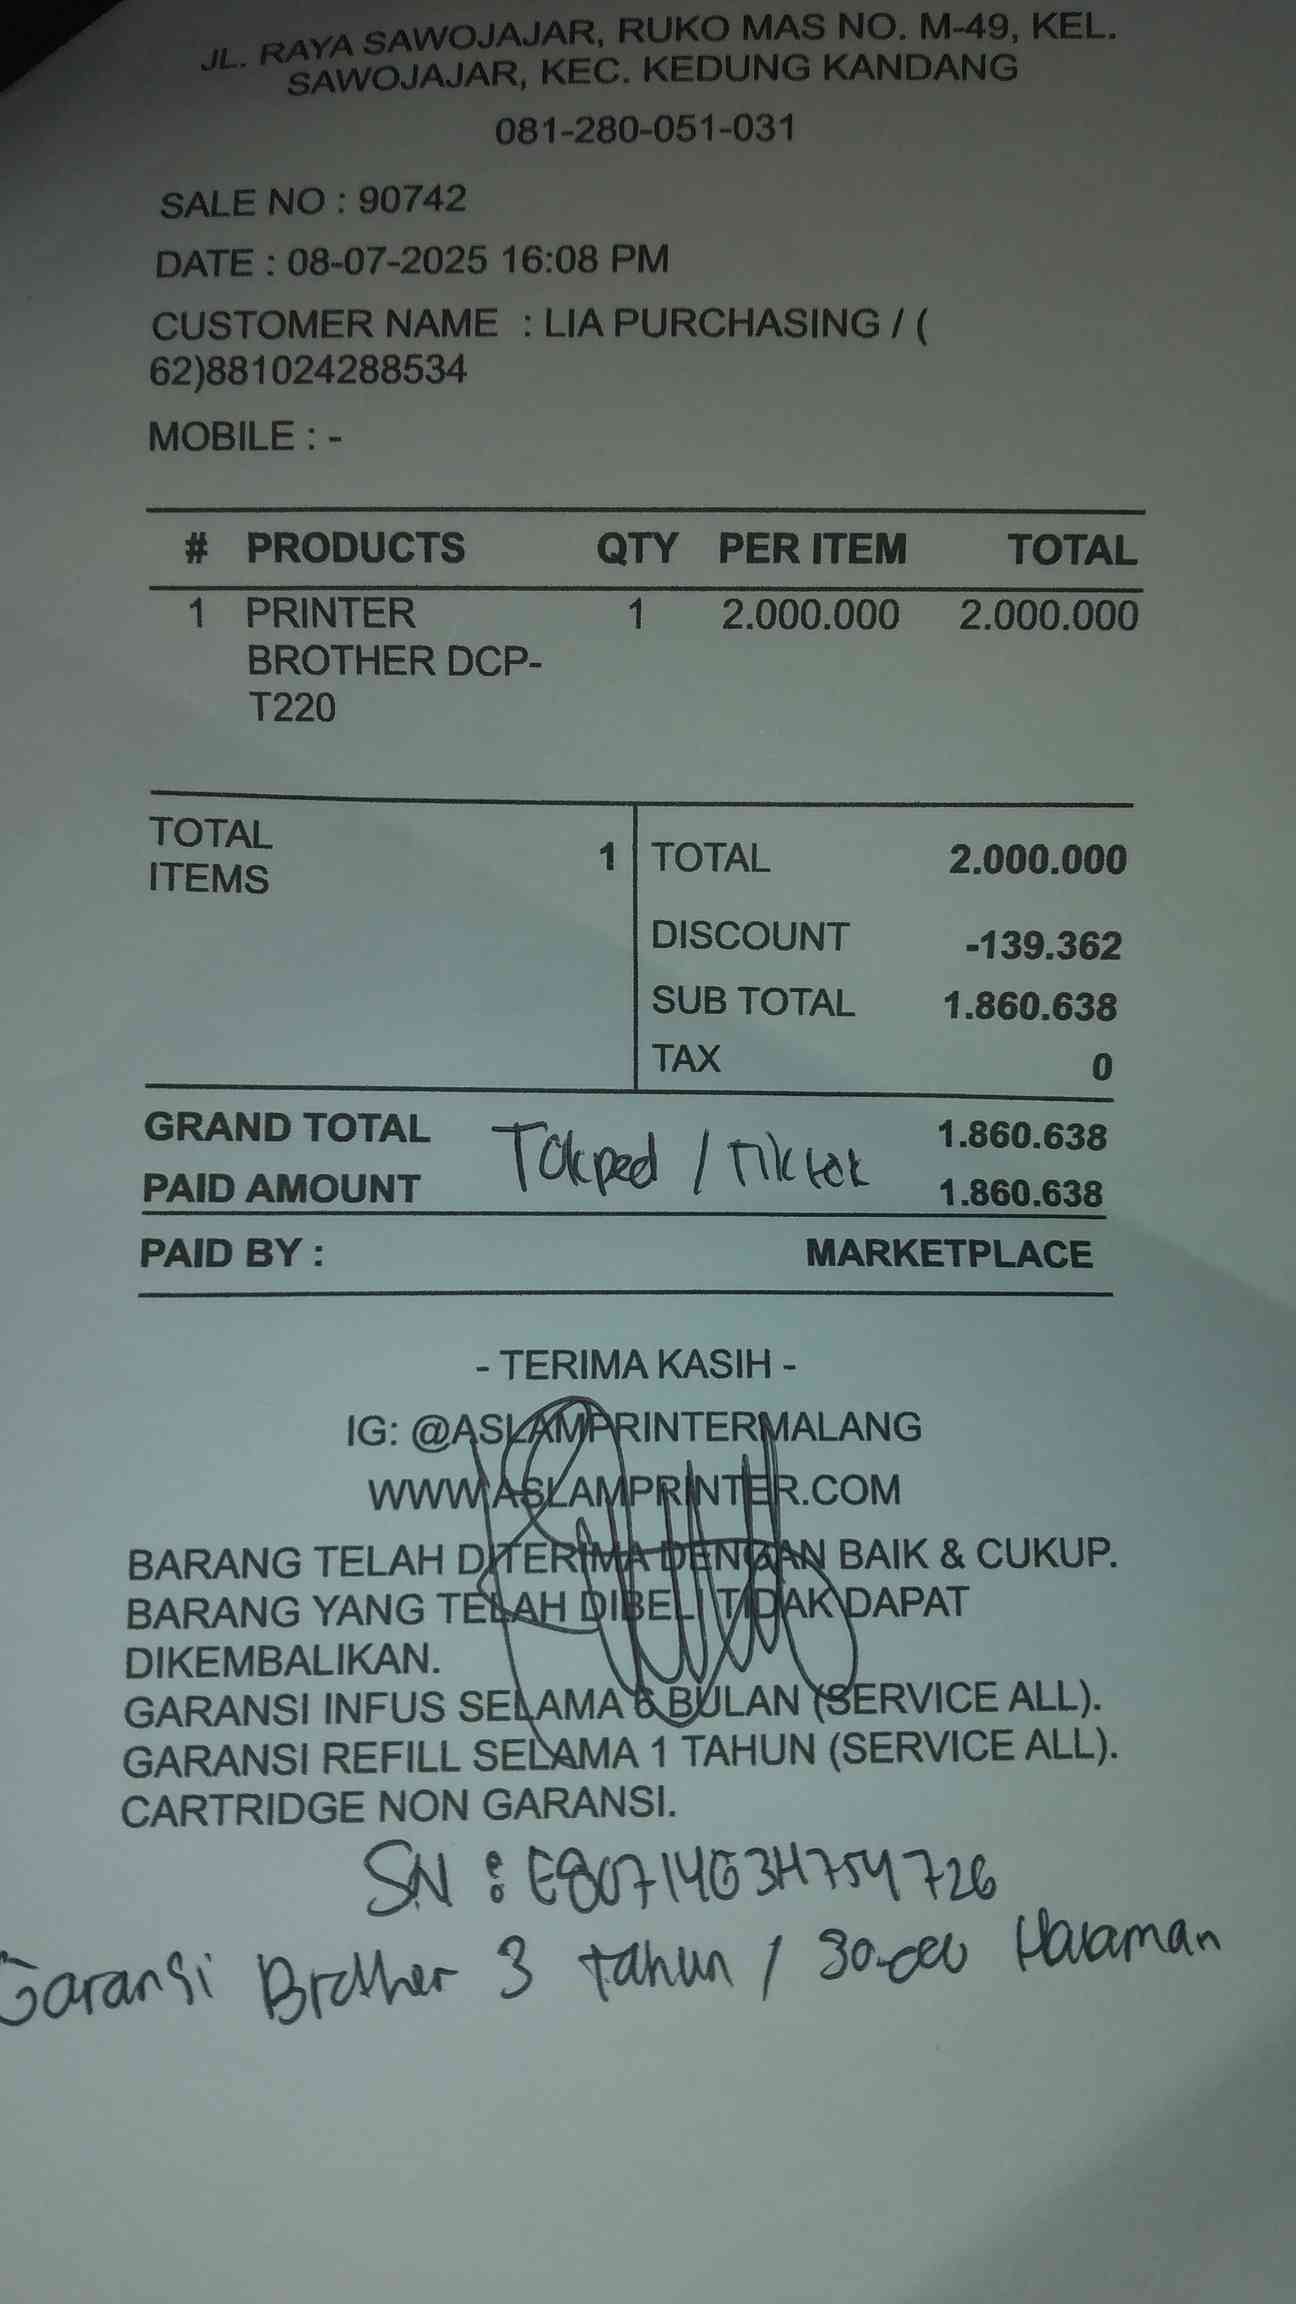 JL. RAYA SAWOJAJAR, RUKO MAS NO. M-49, KEL.
SAWOJAJAR, KEC. KEDUNG KANDANG
081-280-051-031
SALE NO : 90742
DATE : 08-07-2025 16:08 PM
CUSTOMER NAME : LIA PURCHASING / (
62)881024288534
MOBILE : -
# PRODUCTS QTY PER ITEM TOTAL
1 PRINTER 1 2.000.000 2.000.000
BROTHER DCP-
T220
TOTAL
ITEMS 1
TOTAL 2.000.000
DISCOUNT -139.362
SUB TOTAL 1.860.638
TAX 0
GRAND TOTAL 1.860.638
Tokped / Tiktok
PAID AMOUNT 1.860.638
PAID BY : MARKETPLACE
- TERIMA KASIH -
IG: @ASLAMPRINTERMALANG
WWW.ASLAMPRINTER.COM
BARANG TELAH DITERIMA DENGAN BAIK & CUKUP.
BARANG YANG TELAH DIBELI TIDAK DAPAT
DIKEMBALIKAN.
GARANSI INFUS SELAMA 6 BULAN (SERVICE ALL).
GARANSI REFILL SELAMA 1 TAHUN (SERVICE ALL).
CARTRIDGE NON GARANSI.
SN :
Garansi Brother 3 tahun / 30.000 Halaman